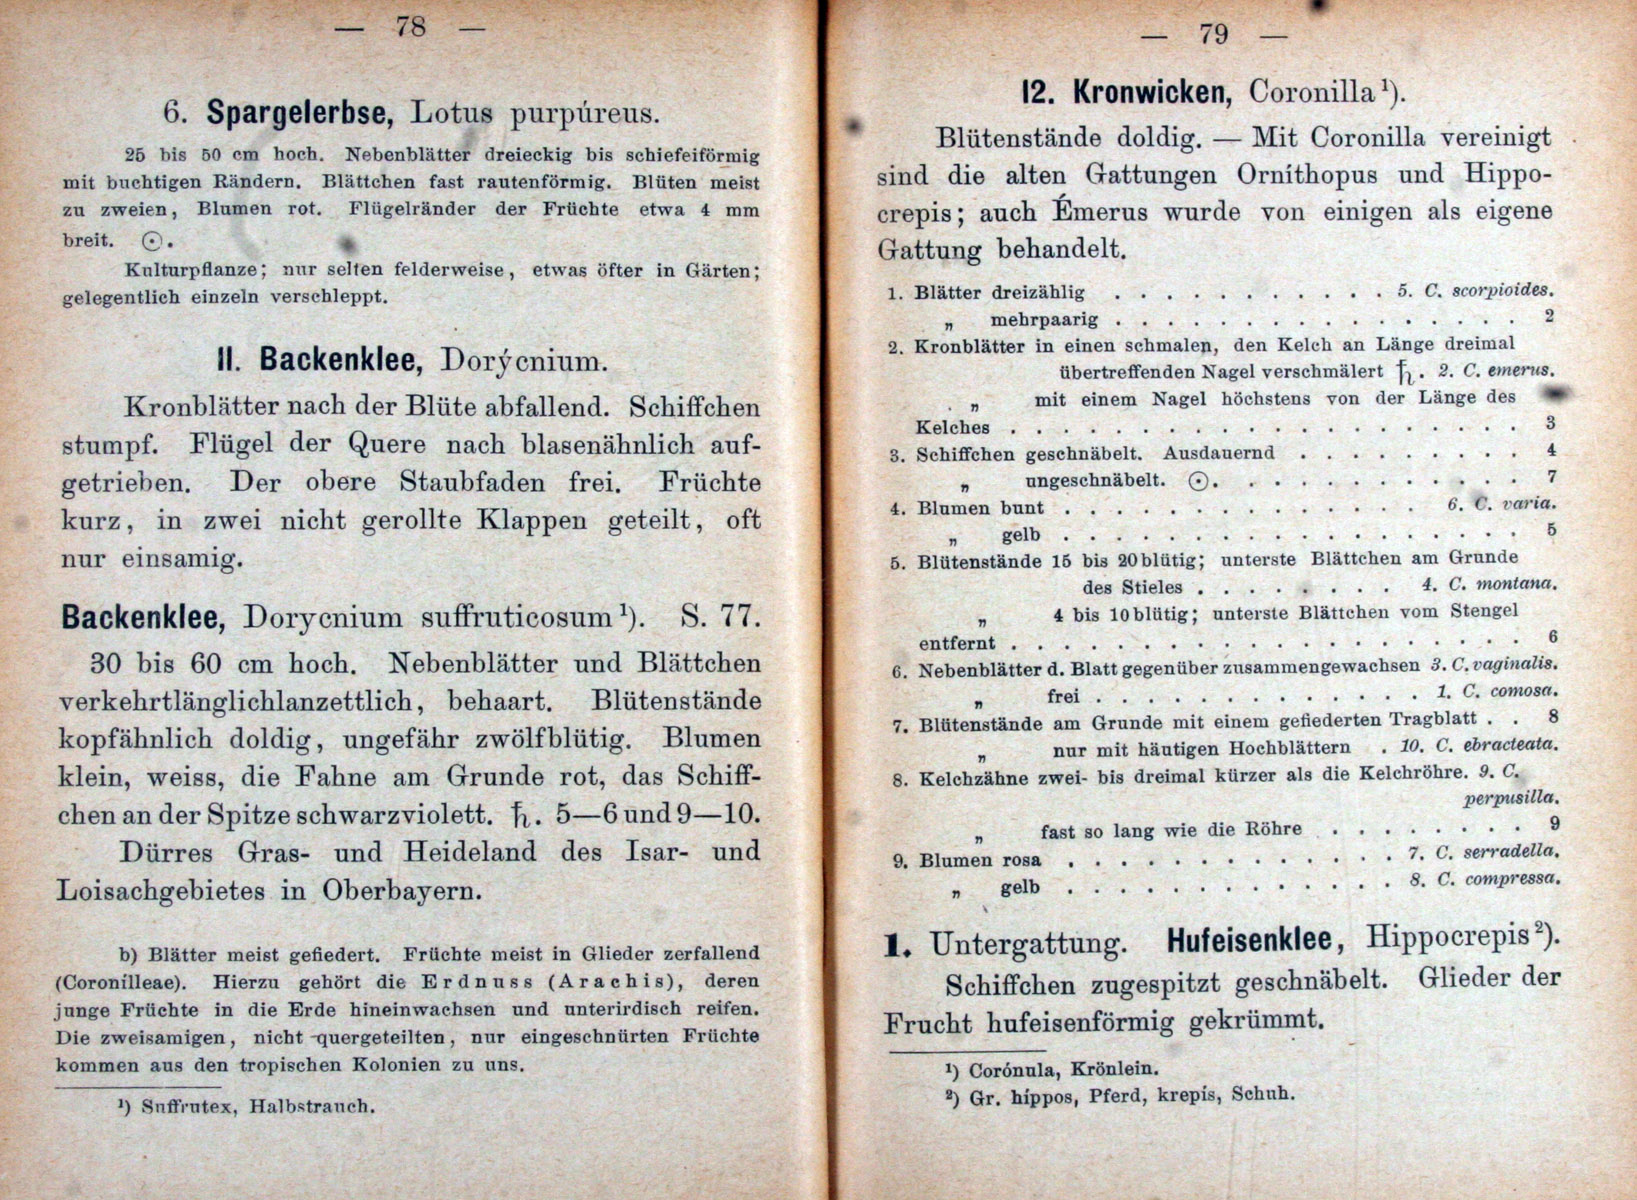 — 78 —
6. Spargelerbse, Lotus purpúreus.
25 bis 50 cm hoch. Nebenblätter dreieckig bis schiefeiförmig
mit buchtigen Rändern. Blättchen fast rautenförmig. Blüten meist
zu zweien, Blumen rot. Flügelränder der Früchte etwa 4 mm
breit. ⊙.
Kulturpflanze; nur selten felderweise, etwas öfter in Gärten;
gelegentlich einzeln verschleppt.
II. Backenklee, Dorýcnium.
Kronblätter nach der Blüte abfallend. Schiffchen
stumpf. Flügel der Quere nach blasenähnlich auf-
getrieben. Der obere Staubfaden frei. Früchte
kurz, in zwei nicht gerollte Klappen geteilt, oft
nur einsamig.
Backenklee, Dorycnium suffruticosum ¹). S. 77.
30 bis 60 cm hoch. Nebenblätter und Blättchen
verkehrtlänglichlanzettlich, behaart. Blütenstände
kopfähnlich doldig, ungefähr zwölfblütig. Blumen
klein, weiss, die Fahne am Grunde rot, das Schiff-
chen an der Spitze schwarzviolett. ♄. 5—6 und 9—10.
Dürres Gras- und Heideland des Isar- und
Loisachgebietes in Oberbayern.
b) Blätter meist gefiedert. Früchte meist in Glieder zerfallend
(Coronilleae). Hierzu gehört die Erdnuss (Arachis), deren
junge Früchte in die Erde hineinwachsen und unterirdisch reifen.
Die zweisamigen, nicht quergeteilten, nur eingeschnürten Früchte
kommen aus den tropischen Kolonien zu uns.
¹) Suffrutex, Halbstrauch.
— 79 —
12. Kronwicken, Coronilla ¹).
Blütenstände doldig. — Mit Coronilla vereinigt
sind die alten Gattungen Orníthopus und Hippo-
crepis; auch Émerus wurde von einigen als eigene
Gattung behandelt.
1. Blätter dreizählig . . . . . . . . . . . 5. C. scorpioides.
„ mehrpaarig . . . . . . . . . . . . . . . . 2
2. Kronblätter in einen schmalen, den Kelch an Länge dreimal
übertreffenden Nagel verschmälert ♄. 2. C. emerus.
„ mit einem Nagel höchstens von der Länge des
Kelches . . . . . . . . . . . . . . . . . . . . 3
3. Schiffchen geschnäbelt. Ausdauernd . . . . . . . . . . 4
„ ungeschnäbelt. ⊙. . . . . . . . . . . . . 7
4. Blumen bunt . . . . . . . . . . . . . . 6. C. varia.
„ gelb . . . . . . . . . . . . . . . . . . 5
5. Blütenstände 15 bis 20 blütig; unterste Blättchen am Grunde
des Stieles . . . . . . . . 4. C. montana.
„ 4 bis 10 blütig; unterste Blättchen vom Stengel
entfernt . . . . . . . . . . . . . . . . . . . . 6
6. Nebenblätter d. Blatt gegenüber zusammengewachsen 3. C. vaginalis.
„ frei . . . . . . . . . . . . . 1. C. comosa.
7. Blütenstände am Grunde mit einem gefiederten Tragblatt . . 8
„ nur mit häutigen Hochblättern . 10. C. ebracteata.
8. Kelchzähne zwei- bis dreimal kürzer als die Kelchröhre. 9. C.
perpusilla.
„ fast so lang wie die Röhre . . . . . . . . 9
9. Blumen rosa . . . . . . . . . . . . . 7. C. serradella.
„ gelb . . . . . . . . . . . . . 8. C. compressa.
1. Untergattung. Hufeisenklee, Hippocrepis ²).
Schiffchen zugespitzt geschnäbelt. Glieder der
Frucht hufeisenförmig gekrümmt.
¹) Corónula, Krönlein.
²) Gr. híppos, Pferd, krepis, Schuh.